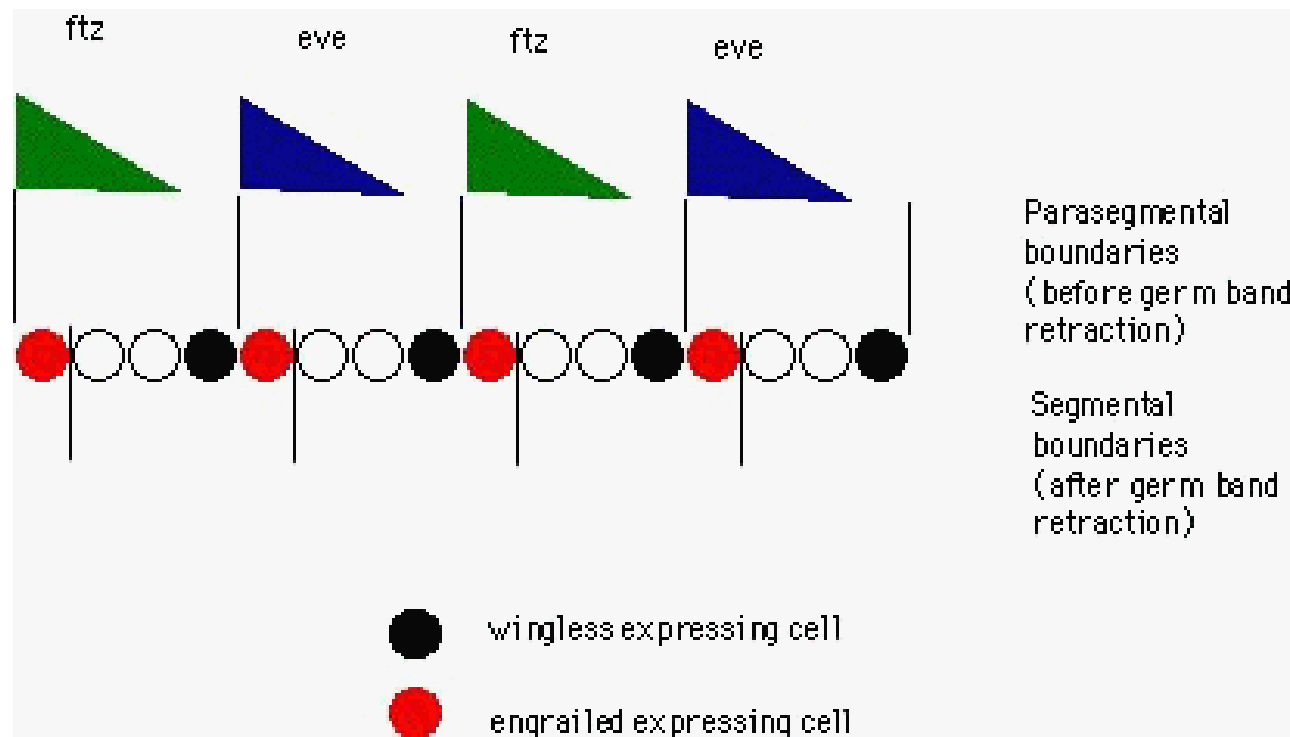 ftz
eve
ftz
eve
Parasegmental
boundaries
(before germ band
retraction)
Segmental
boundaries
(after germ band
retraction)
wingless expressing cell
engrailed expressing cell